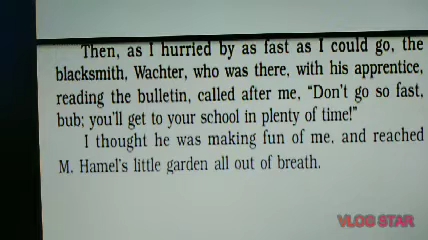 Then, as I hurried by as fast as I could go, the
blacksmith, Wachter, who was there, with his apprentice,
reading the bulletin, called after me, “Don't go so fast,
bub; you'll get to your school in plenty of time!”
I thought he was making fun of me, and reached
M. Hamel's little garden all out of breath.
VLOG STAR